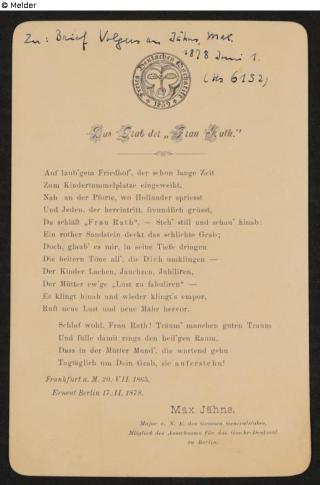 © Melder
Zu: Brief Volgers an Jähns, Max.
1878 Juni 1.
(Hs 6132)
Freies Deutsches Hochstift
1859
Das Grab der „Frau Rath.“
Auf laub'gem Friedhof, der schon lange Zeit
Zum Kindertummelplatze eingeweiht,
Nah an der Pforte, wo Hollunder spriesst
Und Jeden, der hereintritt, freundlich grüsst,
Da schläft „Frau Rath“. – Steh' still und schau' hinab:
Ein rother Sandstein deckt das schlichte Grab;
Doch, glaub' es mir, in seine Tiefe dringen
Die heitern Töne all', die Dich umklingen –
Der Kinder Lachen, Jauchzen, Jubiliren,
Der Mütter ew'ge „Lust zu fabuliren“ –
Es klingt hinab und wieder klingt's empor,
Ruft neue Lust und neue Mähr hervor.
Schlaf wohl, Frau Rath! Träum' manchen guten Traum
Und fülle damit rings den heil'gen Raum,
Dass in der Mütter Mund', die wartend gehn
Tagtäglich um Dein Grab, sie auferstehn!
Frankfurt a. M. 20. VII. 1865.
Erneut Berlin 17. II. 1878.
Max Jähns.
Major v. N. E. des Grossen Generalstabes,
Mitglied des Ausschusses für das Goethe-Denkmal
zu Berlin.